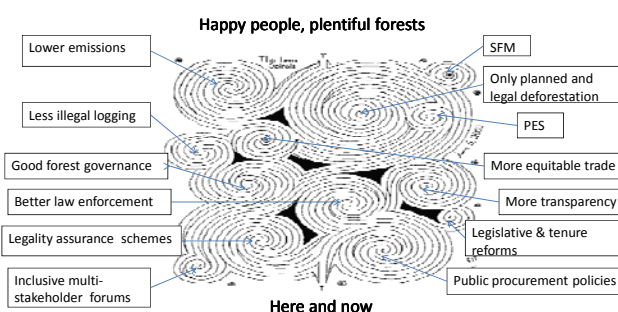 Happy people, plentiful forests
Lower emissions
SFM
Only planned and
legal deforestation
Less illegal logging
PES
Good forest governance
More equitable trade
Better law enforcement
More transparency
Legality assurance schemes
Legislative & tenure
reforms
Inclusive multi-
stakeholder forums
Public procurement policies
Here and now